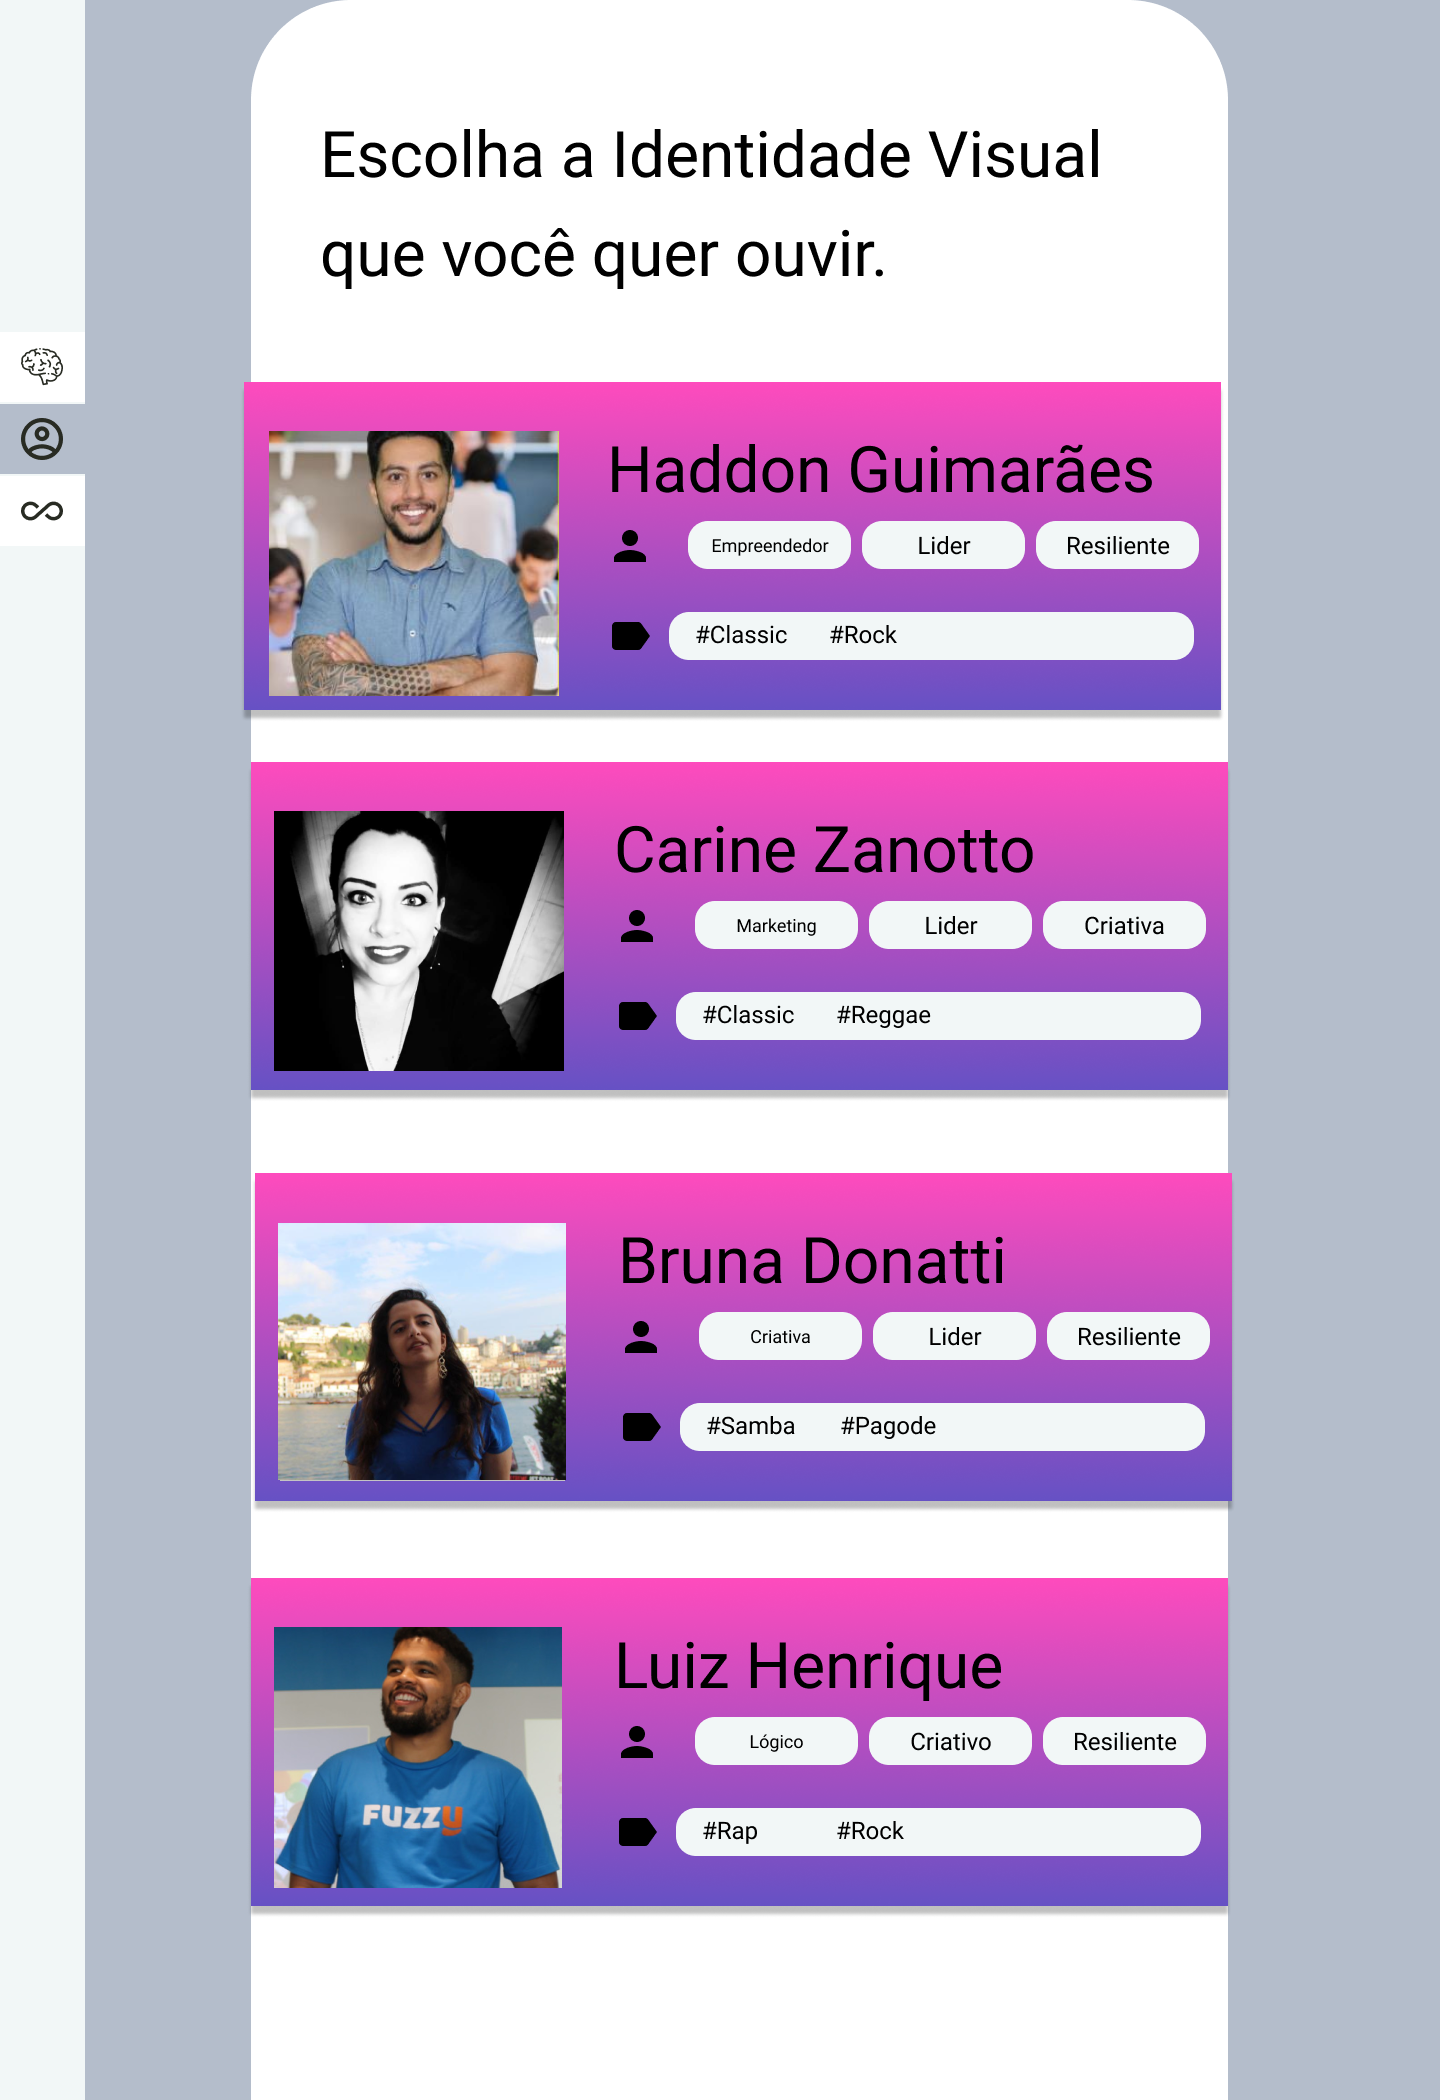 Escolha a Identidade Visual
que você quer ouvir.
Haddon Guimarães
Empreendedor Lider Resiliente
#Classic #Rock
Carine Zanotto
Marketing Lider Criativa
#Classic #Reggae
Bruna Donatti
Criativa Lider Resiliente
#Samba #Pagode
Luiz Henrique
Lógico Criativo Resiliente
#Rap #Rock
FUZZY